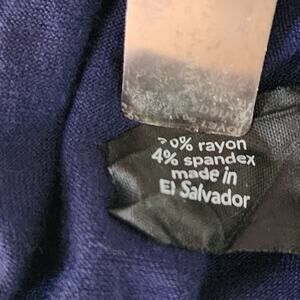 0% rayon
4% spandex
made in
El Salvador